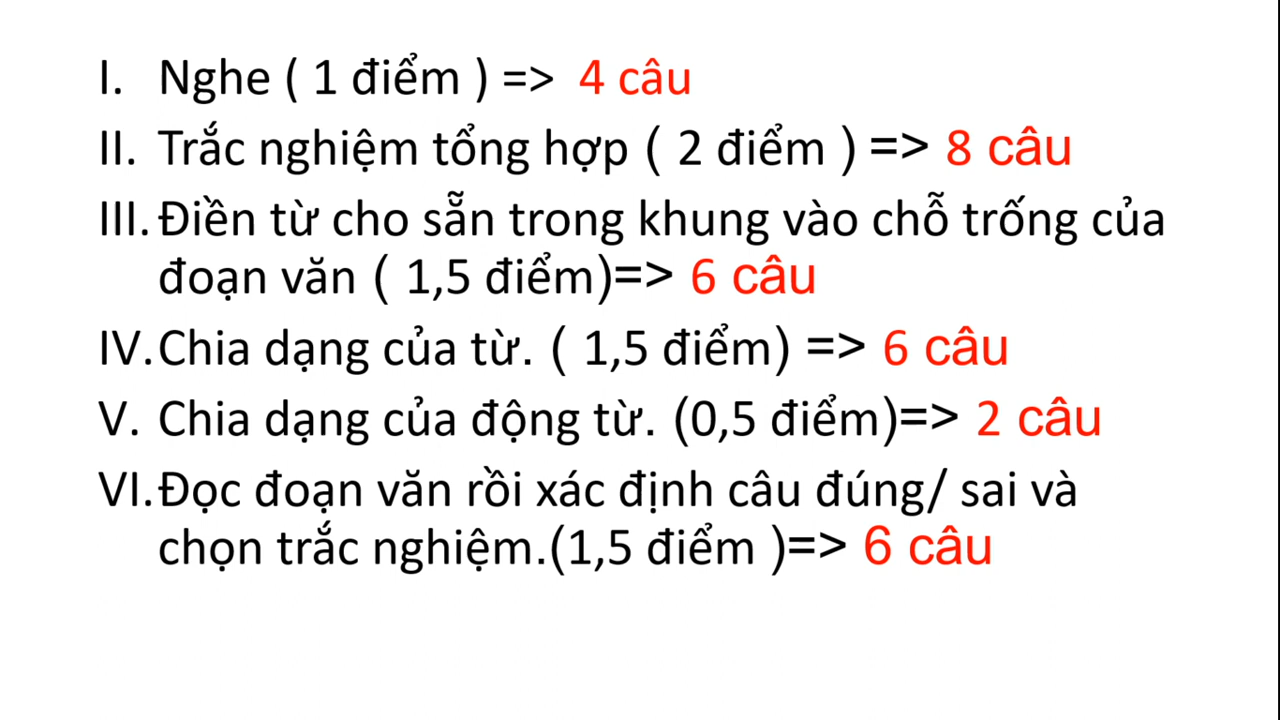 I. Nghe ( 1 điểm ) => 4 câu
II. Trắc nghiệm tổng hợp ( 2 điểm ) => 8 câu
III. Điền từ cho sẵn trong khung vào chỗ trống của
đoạn văn ( 1,5 điểm)=> 6 câu
IV. Chia dạng của từ. ( 1,5 điểm) => 6 câu
V. Chia dạng của động từ. (0,5 điểm)=> 2 câu
VI. Đọc đoạn văn rồi xác định câu đúng/ sai và
chọn trắc nghiệm.(1,5 điểm )=> 6 câu